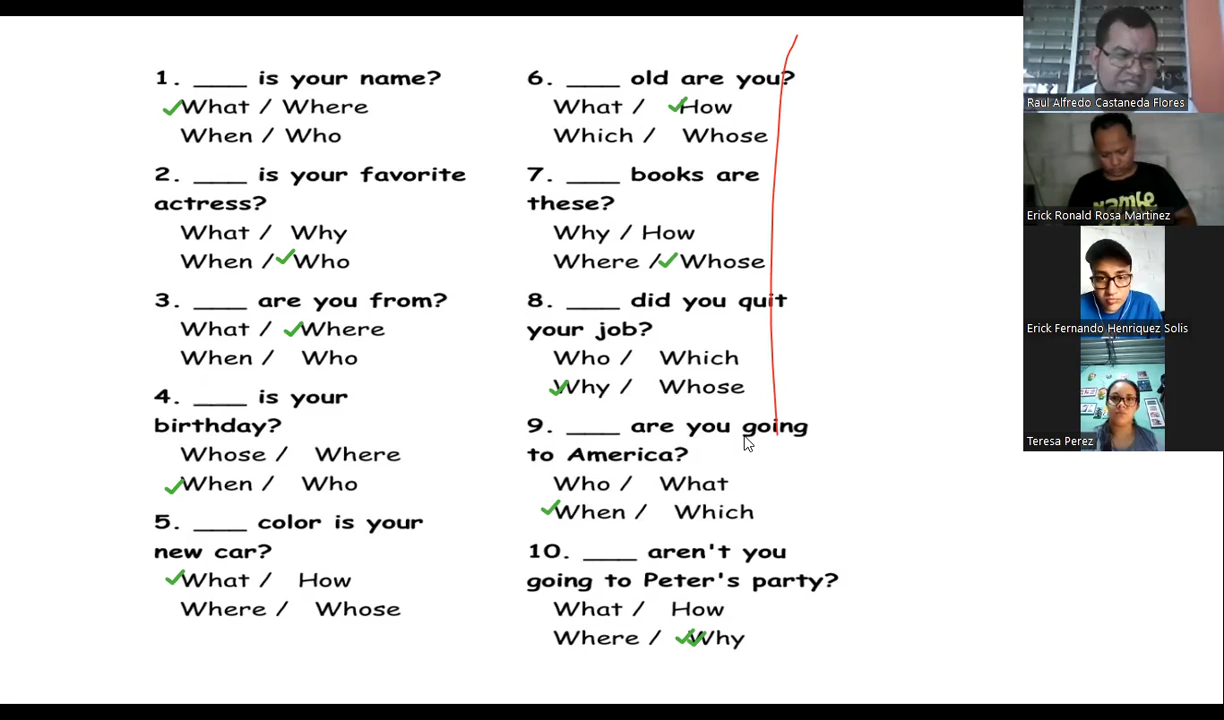 1. ____ is your name?
What / Where
When / Who
2. ____ is your favorite
actress?
What / Why
When / Who
3. ____ are you from?
What / Where
When / Who
4. ____ is your
birthday?
Whose / Where
When / Who
5. ____ color is your
new car?
What / How
Where / Whose
6. ____ old are you?
What / How
Which / Whose
7. ____ books are
these?
Why / How
Where / Whose
8. ____ did you quit
your job?
Who / Which
Why / Whose
9. ____ are you going
to America?
Who / What
When / Which
10. ____ aren't you
going to Peter's party?
What / How
Where / Why
Raul Alfredo Castaneda Flores
Erick Ronald Rosa Martinez
Erick Fernando Henriquez Solis
Teresa Perez